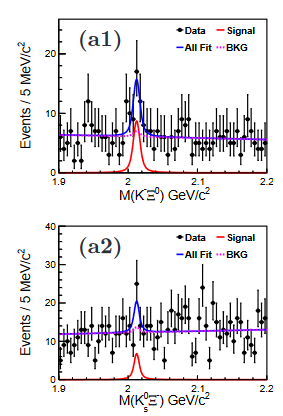 (a1)
Data Signal
All Fit BKG
Events / 5 MeV/c²
20
10
0
1.9 2 2.1 2.2
M(K⁻Ξ⁰) GeV/c²
(a2)
Data Signal
All Fit BKG
Events / 5 MeV/c²
40
30
20
10
0
1.9 2 2.1 2.2
M(K⁰ₛΞ⁻) GeV/c²